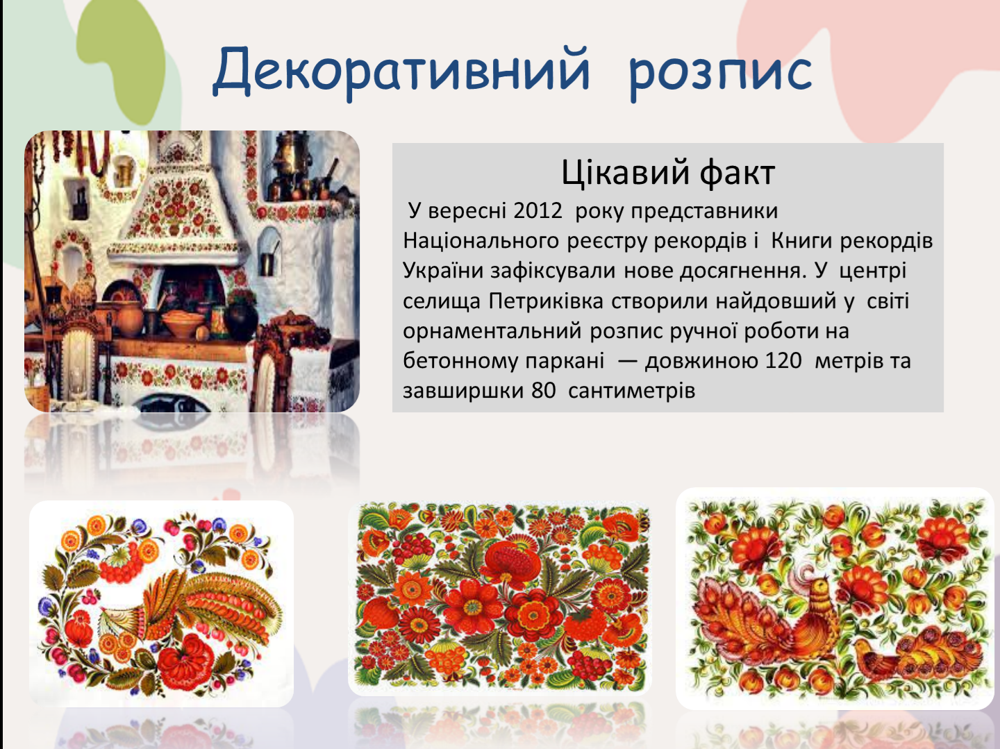 Декоративний розпис
Цікавий факт
У вересні 2012 року представники
Національного реєстру рекордів і Книги рекордів
України зафіксували нове досягнення. У центрі
селища Петриківка створили найдовший у світі
орнаментальний розпис ручної роботи на
бетонному паркані — довжиною 120 метрів та
завширшки 80 сантиметрів